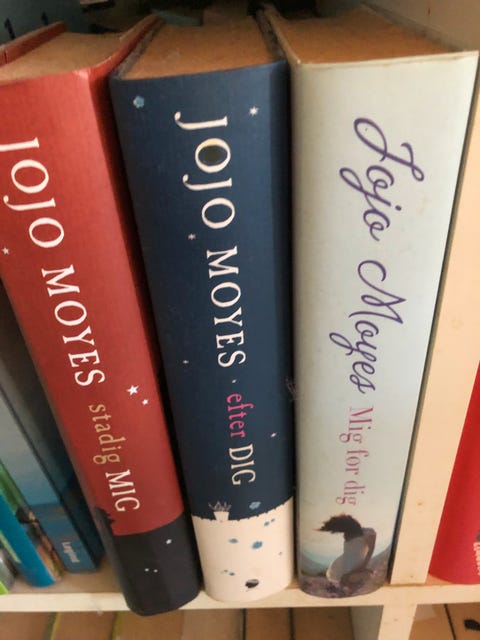 JOJO MOYES stadig MIG
JOJO MOYES · efter DIG
Jojo Moyes Mig før dig